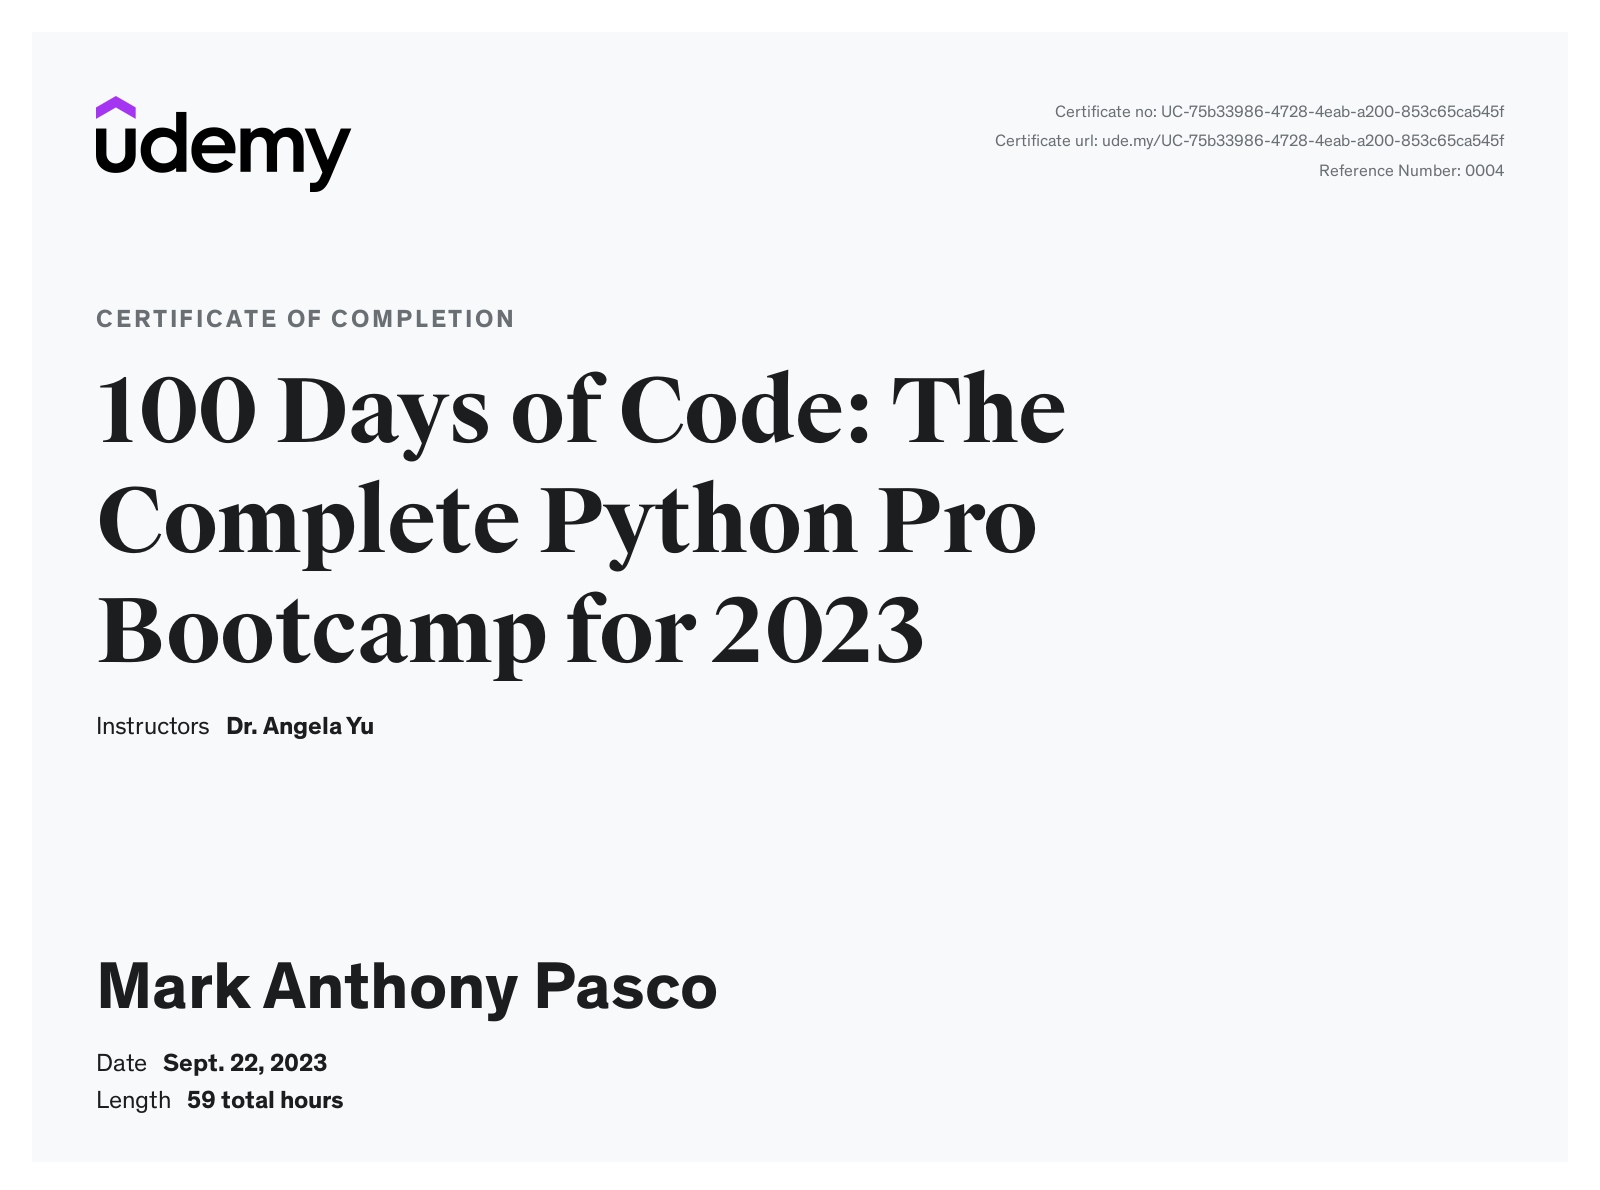 udemy
Certificate no: UC-75b33986-4728-4eab-a200-853c65ca545f
Certificate url: ude.my/UC-75b33986-4728-4eab-a200-853c65ca545f
Reference Number: 0004
CERTIFICATE OF COMPLETION
100 Days of Code: The
Complete Python Pro
Bootcamp for 2023
Instructors Dr. Angela Yu
Mark Anthony Pasco
Date Sept. 22, 2023
Length 59 total hours